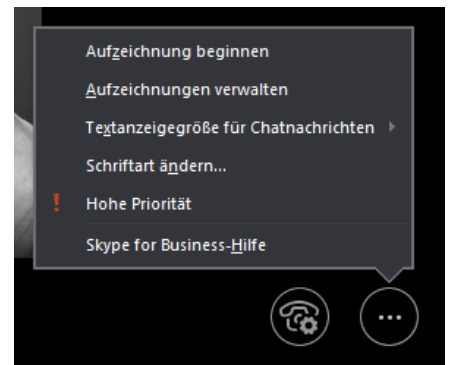 Aufzeichnung beginnen
Aufzeichnungen verwalten
Textanzeigegröße für Chatnachrichten
Schriftart ändern...
! Hohe Priorität
Skype for Business-Hilfe